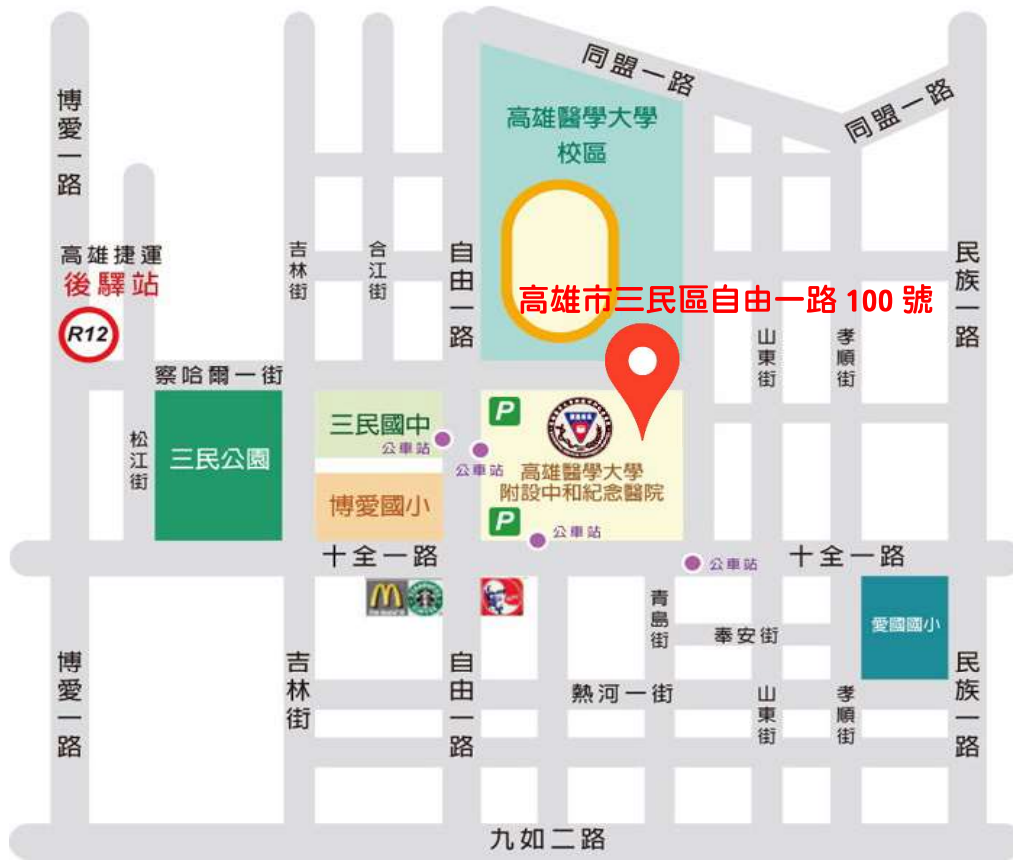 同盟一路
同盟一路
博愛一路
高雄醫學大學
校區
高雄捷運
後驛站
R12
吉林街
合江街
自由一路
民族一路
高雄市三民區自由一路 100 號
山東街
孝順街
察哈爾一街
松江街
三民公園
三民國中
公車站
博愛國小
P
公車站
高雄醫學大學
附設中和紀念醫院
P
公車站
十全一路
公車站
十全一路
青島街
奉安街
愛國國小
博愛一路
吉林街
自由一路
熱河一街
山東街
孝順街
民族一路
九如二路